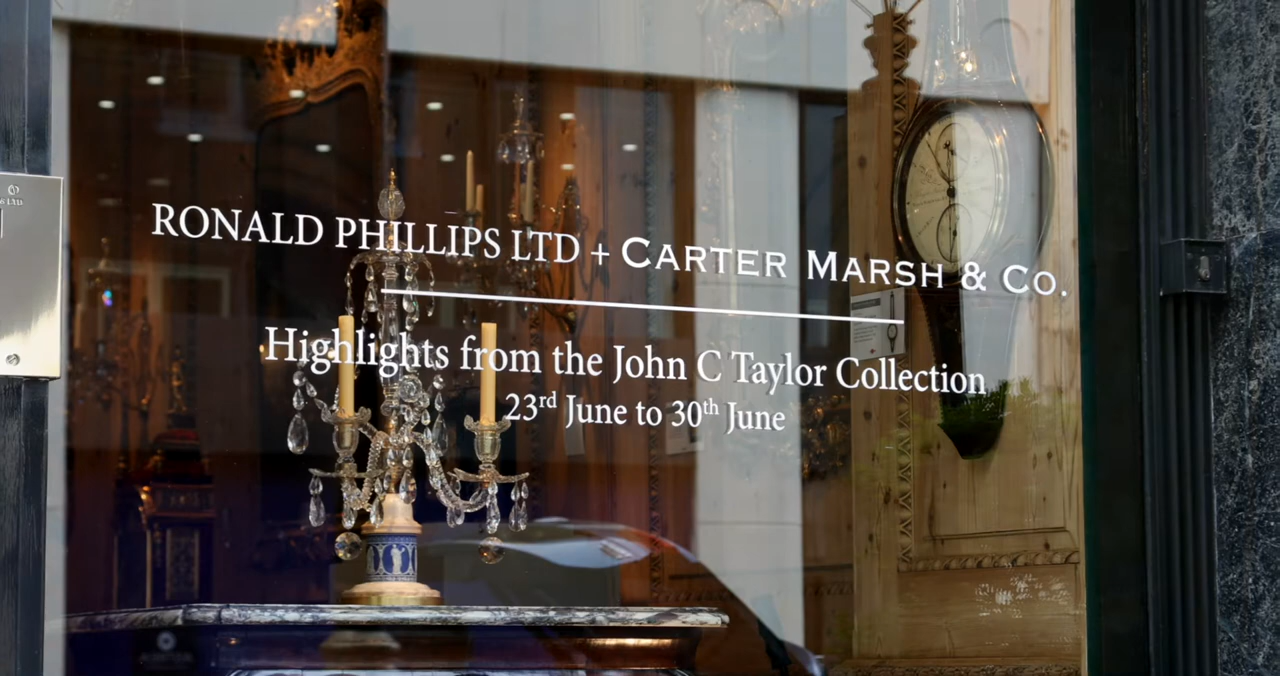 RONALD PHILLIPS LTD + CARTER MARSH & CO.
Highlights from the John C Taylor Collection
23rd June to 30th June